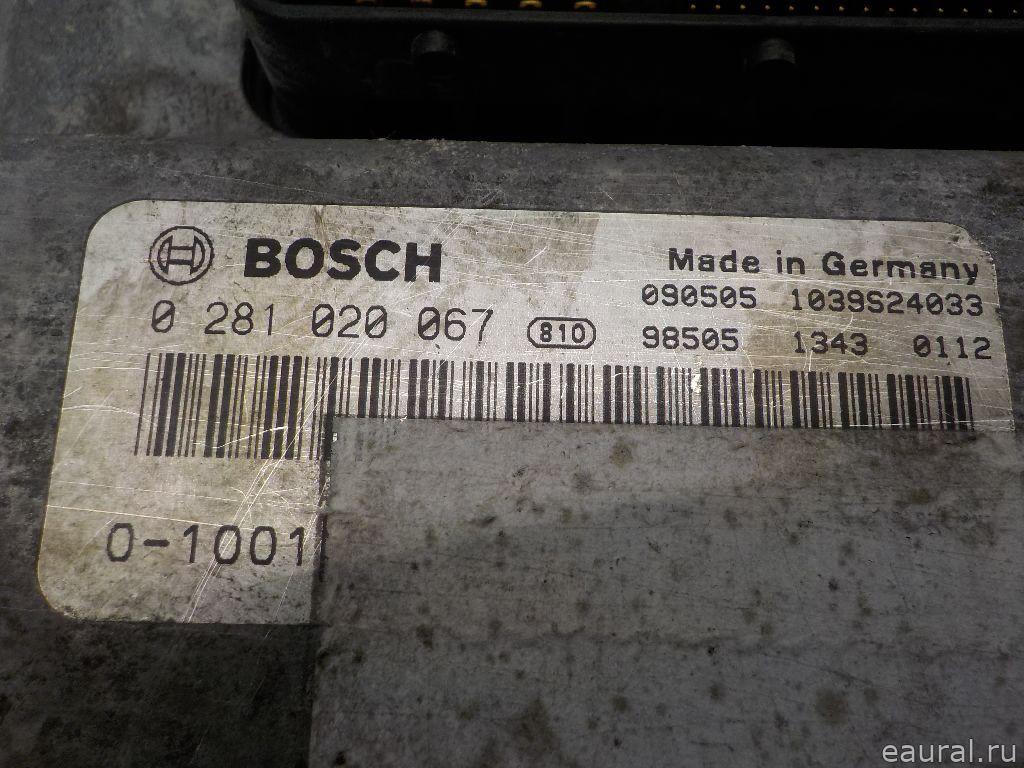 BOSCH
Made in Germany
0 281 020 067 810
090505 1039S24033
98505 1343 0112
0-1001
eaural.ru